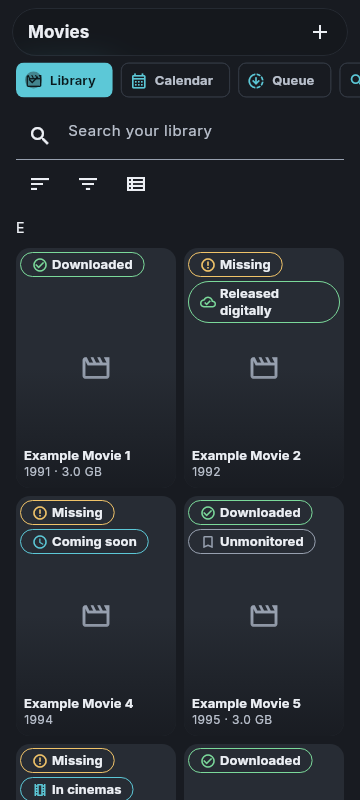 Movies
Library
Calendar
Queue
Search your library
E
Downloaded
Missing
Released
digitally
Example Movie 1
1991 · 3.0 GB
Example Movie 2
1992
Missing
Coming soon
Downloaded
Unmonitored
Example Movie 4
1994
Example Movie 5
1995 · 3.0 GB
Missing
In cinemas
Downloaded